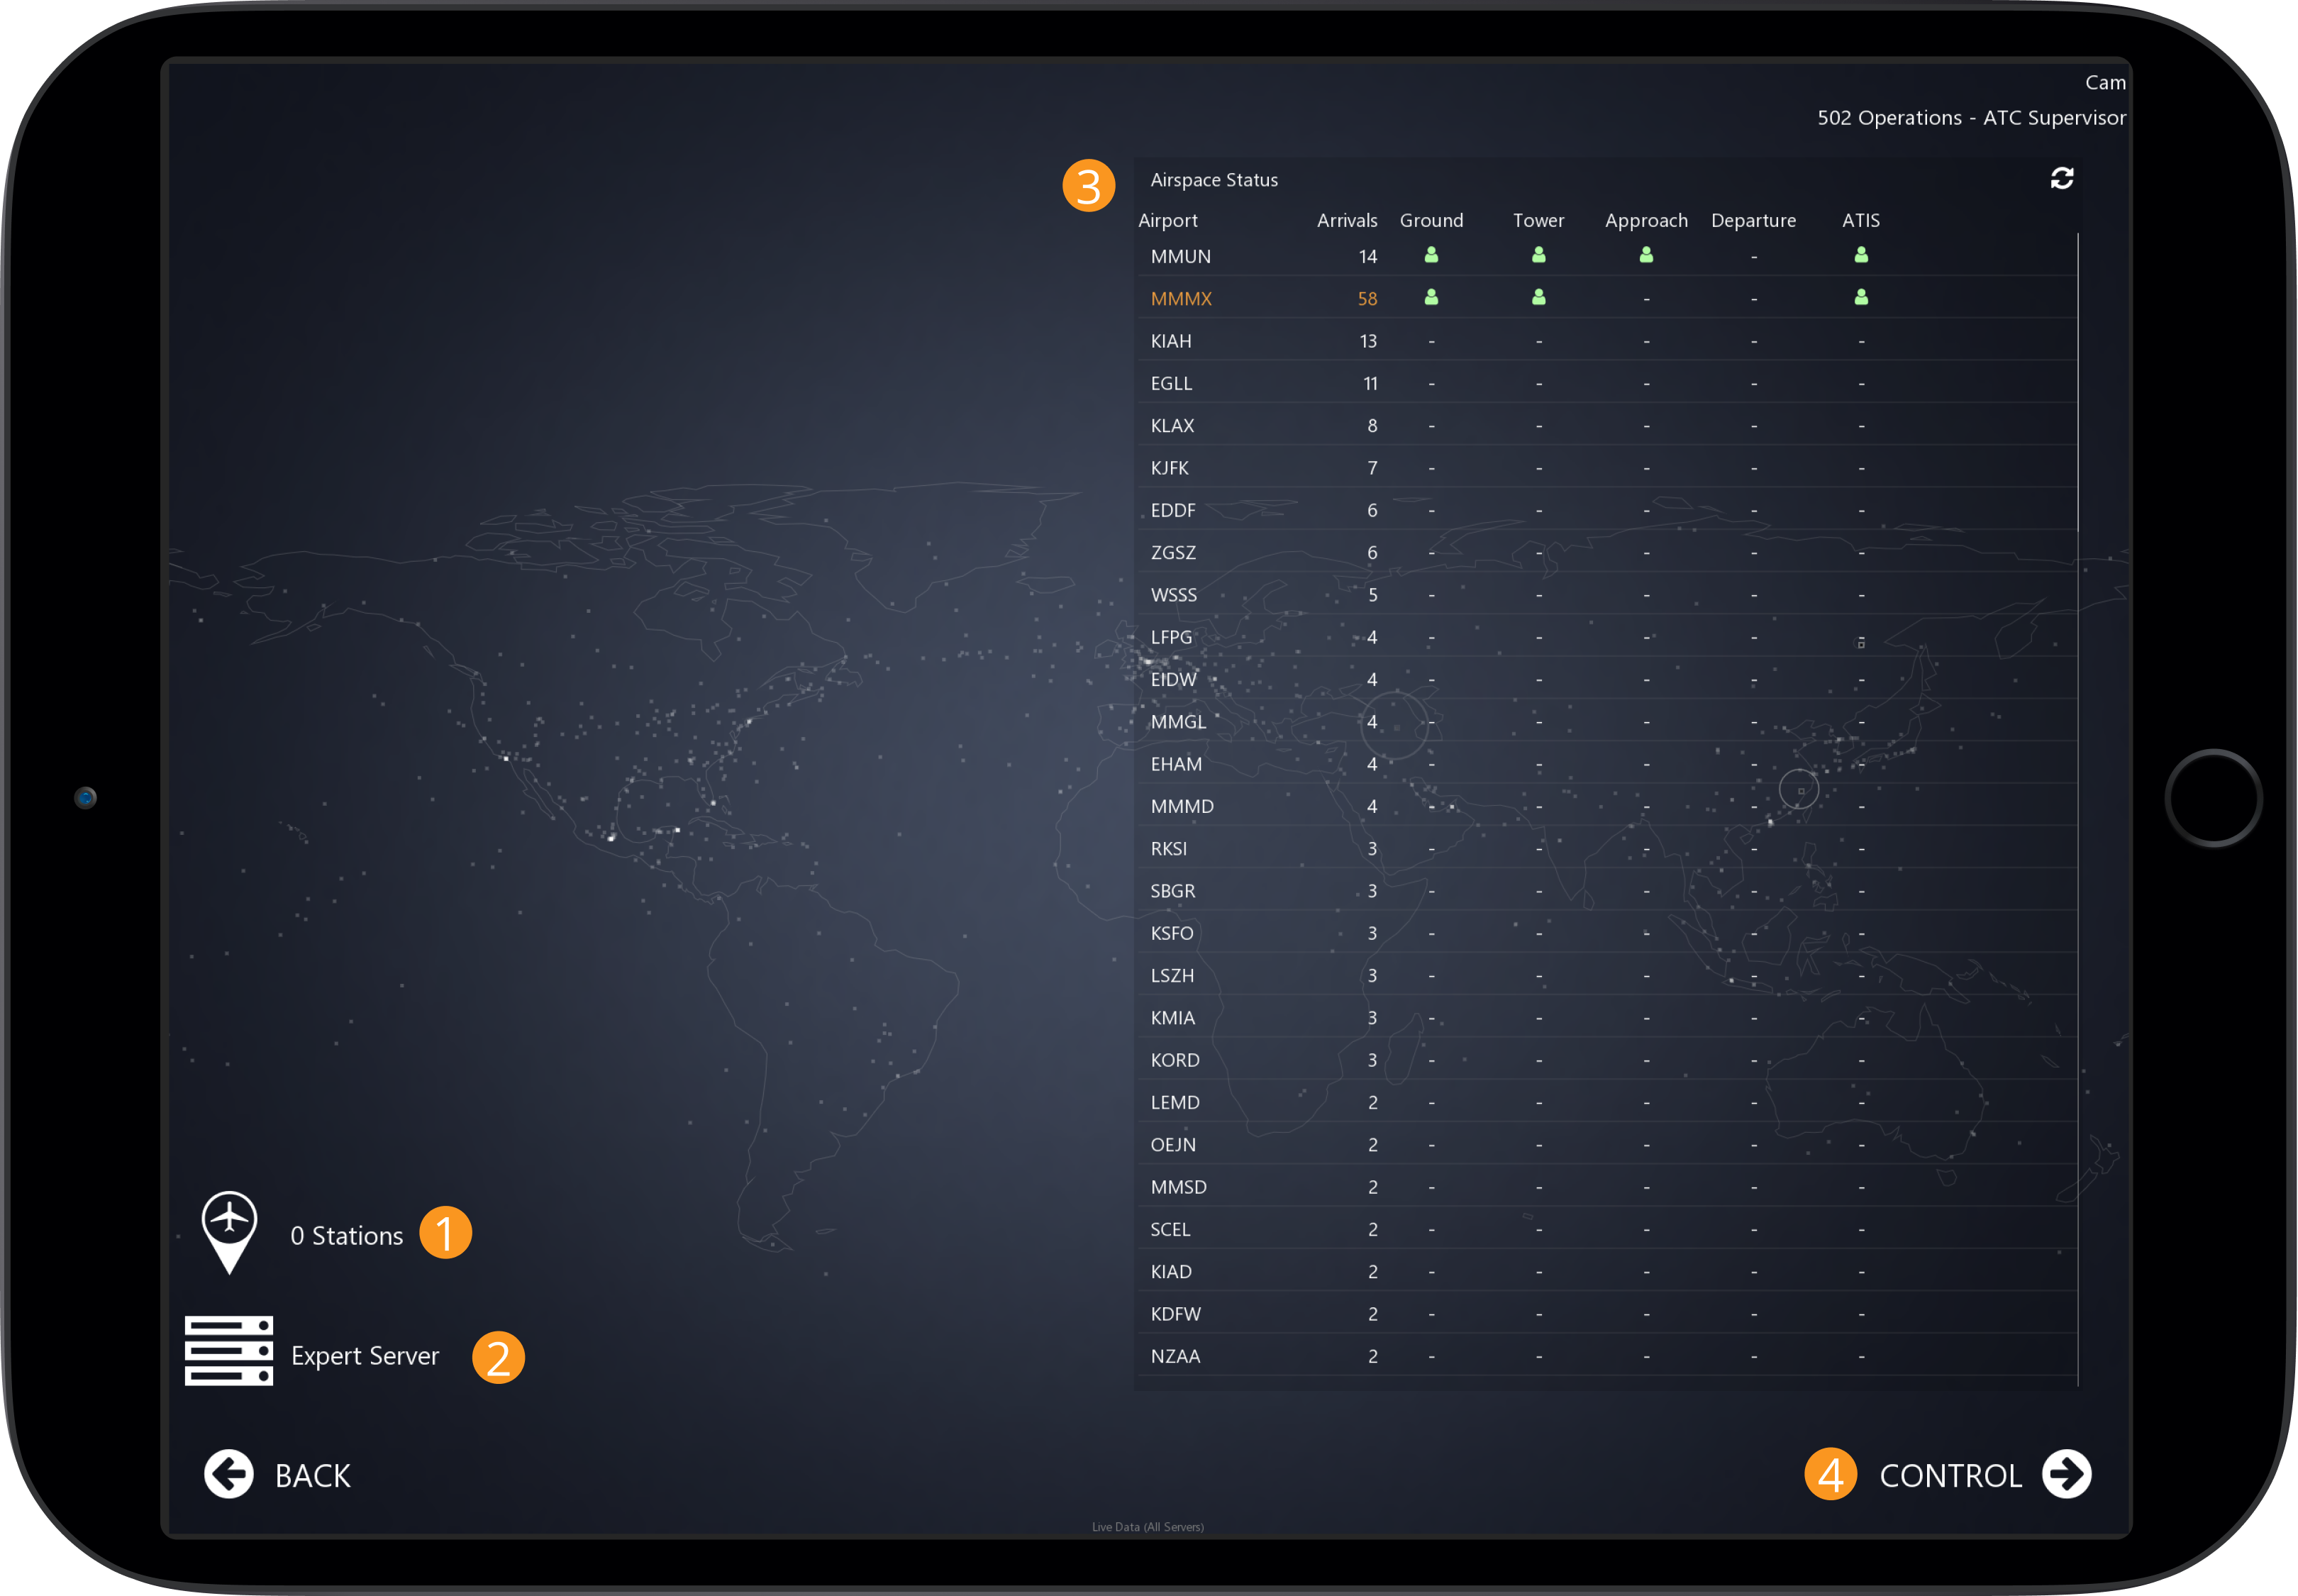 Cam
502 Operations - ATC Supervisor
3
Airspace Status
Airport Arrivals Ground Tower Approach Departure ATIS
MMUN 14 -
MMMX 58 - -
KIAH 13 - - - - -
EGLL 11 - - - - -
KLAX 8 - - - - -
KJFK 7 - - - - -
EDDF 6 - - - - -
ZGSZ 6 - - - - -
WSSS 5 - - - - -
LFPG 4 - - - - -
EIDW 4 - - - - -
MMGL 4 - - - - -
EHAM 4 - - - - -
MMMD 4 - - - - -
RKSI 3 - - - - -
SBGR 3 - - - - -
KSFO 3 - - - - -
LSZH 3 - - - - -
KMIA 3 - - - - -
KORD 3 - - - - -
LEMD 2 - - - - -
OEJN 2 - - - - -
MMSD 2 - - - - -
SCEL 2 - - - - -
KIAD 2 - - - - -
KDFW 2 - - - - -
NZAA 2 - - - - -
0 Stations 1
Expert Server 2
BACK
4 CONTROL
Live Data (All Servers)